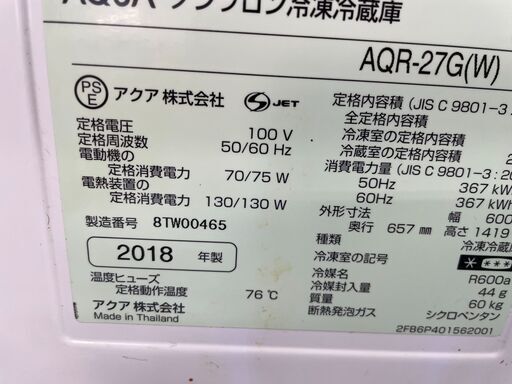 冷凍冷蔵庫
AQR-27G(W)
PS
E
アクア株式会社
JET
定格電圧 100 V
定格周波数 50/60 Hz
電動機の
定格消費電力 70/75 W
電熱装置の
定格消費電力 130/130 W
製造番号 8TW00465
2018 年製
温度ヒューズ
定格動作温度 76℃
アクア株式会社
Made in Thailand
定格内容積 (JIS C 9801-3:
全定格内容積
冷凍室の定格内容積
冷蔵室の定格内容積 2
消費電力量 (JIS C 9801-3:20
50Hz 367 kW
60Hz 367 kW
外形寸法 幅 600
奥行 657 mm 高さ 1419
種類 冷凍冷蔵
冷凍室の記号
冷媒名 R600a
冷媒封入量 44 g
質量 60 kg
断熱発泡ガス シクロペンタン
2FB6P401562001